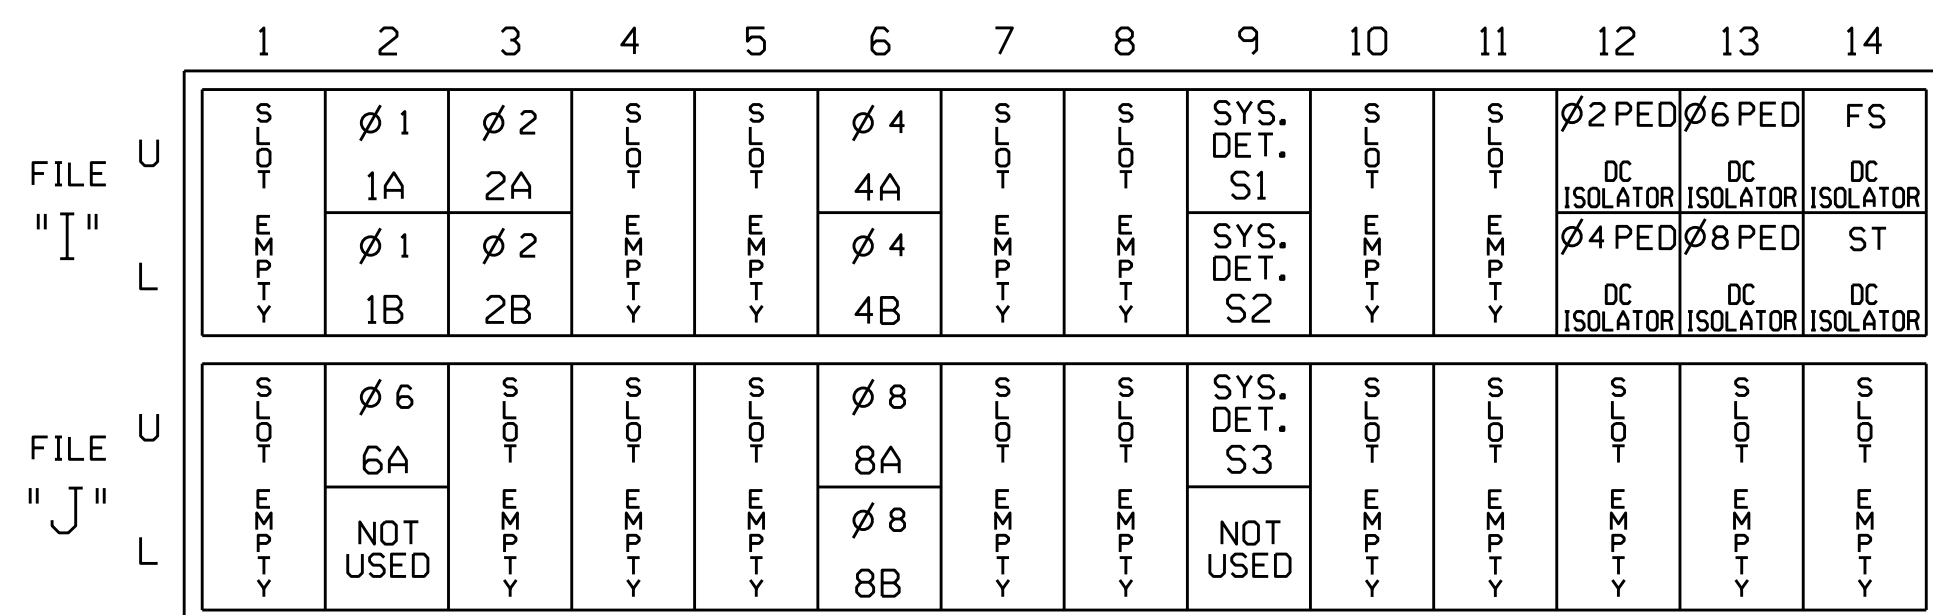 1 2 3 4 5 6 7 8 9 10 11 12 13 14
FILE "I"
U
SLOT EMPTY
ø 1 1A
ø 2 2A
SLOT EMPTY
SLOT EMPTY
ø 4 4A
SLOT EMPTY
SLOT EMPTY
SYS. DET. S1
SLOT EMPTY
SLOT EMPTY
ø2 PED DC ISOLATOR
ø6 PED DC ISOLATOR
FS DC ISOLATOR
L
ø 1 1B
ø 2 2B
ø 4 4B
SYS. DET. S2
ø4 PED DC ISOLATOR
ø8 PED DC ISOLATOR
ST DC ISOLATOR
FILE "J"
U
SLOT EMPTY
ø 6 6A
SLOT EMPTY
SLOT EMPTY
SLOT EMPTY
ø 8 8A
SLOT EMPTY
SLOT EMPTY
SYS. DET. S3
SLOT EMPTY
SLOT EMPTY
SLOT EMPTY
SLOT EMPTY
SLOT EMPTY
L
NOT USED
ø 8 8B
NOT USED